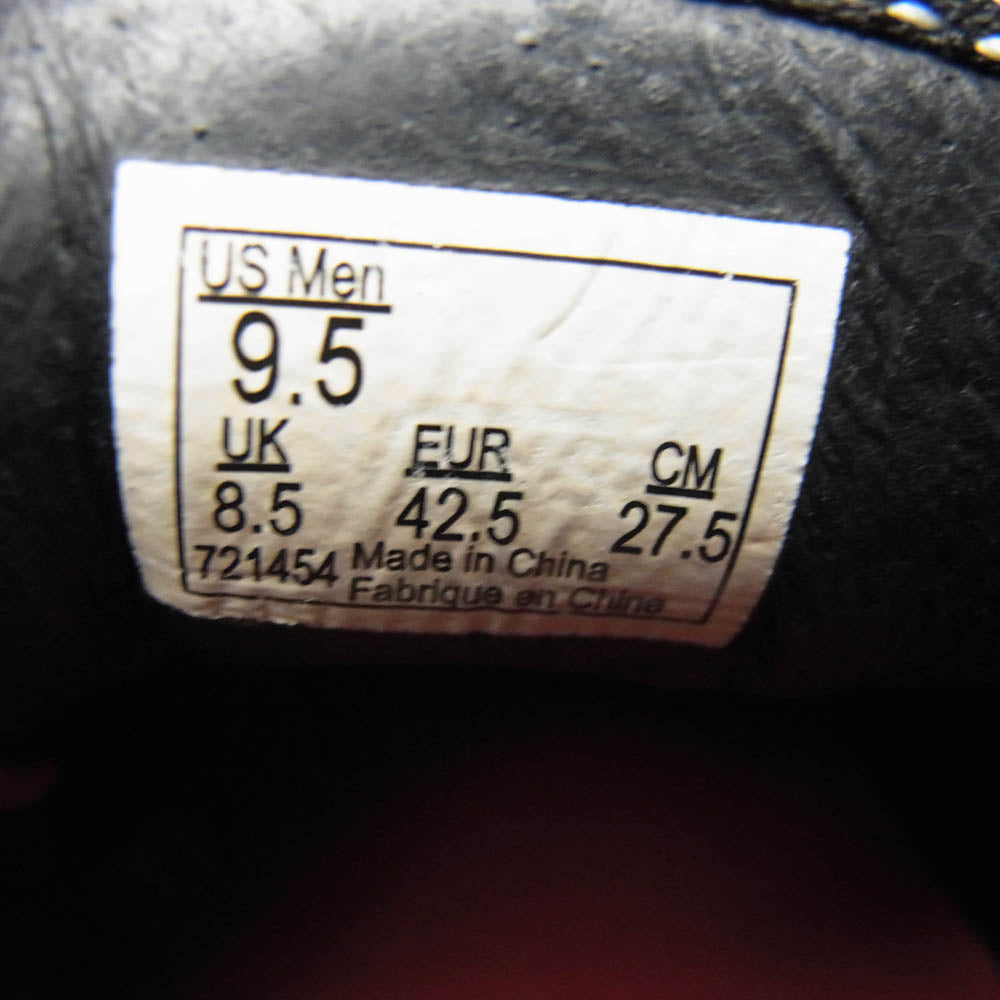 US Men
9.5
UK EUR CM
8.5 42.5 27.5
721454 Made in China
Fabrique en Chine